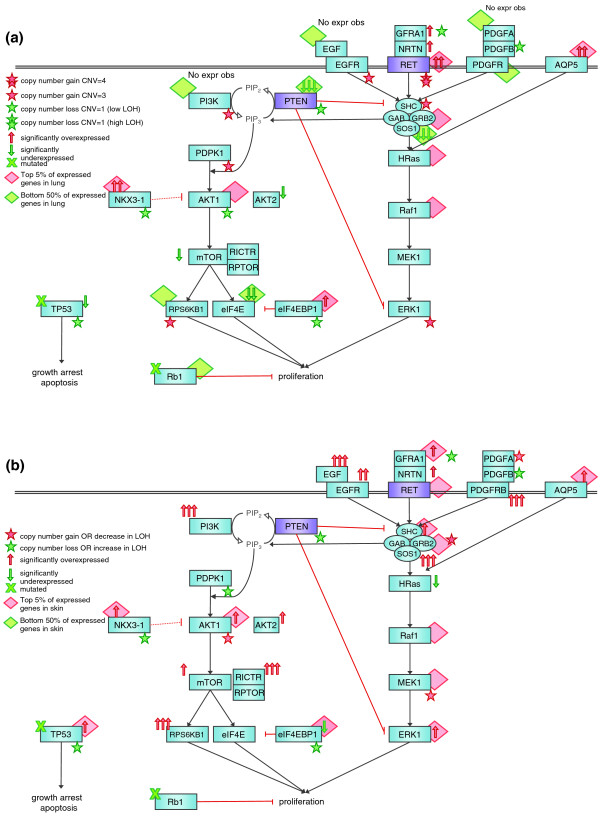 (a)
No expr obs
No expr obs
EGF
EGFR
GFRA1
NRTN
RET
PDGFA
PDGFB
PDGFR
AQP5
copy number gain CNV=4
copy number gain CNV=3
copy number loss CNV=1 (low LOH)
copy number loss CNV=1 (high LOH)
significantly overexpressed
significantly
underexpressed
mutated
Top 5% of expressed
genes in lung
Bottom 50% of expressed
genes in lung
No expr obs
PI3K
PIP2
PIP3
PTEN
SHC
GAB
GRB2
SOS1
PDPK1
HRas
NKX3-1
AKT1
AKT2
Raf1
mTOR
RICTR
RPTOR
MEK1
TP53
RPS6KB1
eIF4E
eIF4EBP1
ERK1
growth arrest
apoptosis
Rb1
proliferation
(b)
EGF
EGFR
GFRA1
NRTN
RET
PDGFA
PDGFB
PDGFRB
AQP5
copy number gain OR decrease in LOH
copy number loss OR increase in LOH
significantly overexpressed
significantly
underexpressed
mutated
Top 5% of expressed
genes in skin
Bottom 50% of expressed
genes in skin
PI3K
PIP2
PIP3
PTEN
SHC
GAB
GRB2
SOS1
PDPK1
HRas
NKX3-1
AKT1
AKT2
Raf1
mTOR
RICTR
RPTOR
MEK1
TP53
RPS6KB1
eIF4E
eIF4EBP1
ERK1
growth arrest
apoptosis
Rb1
proliferation